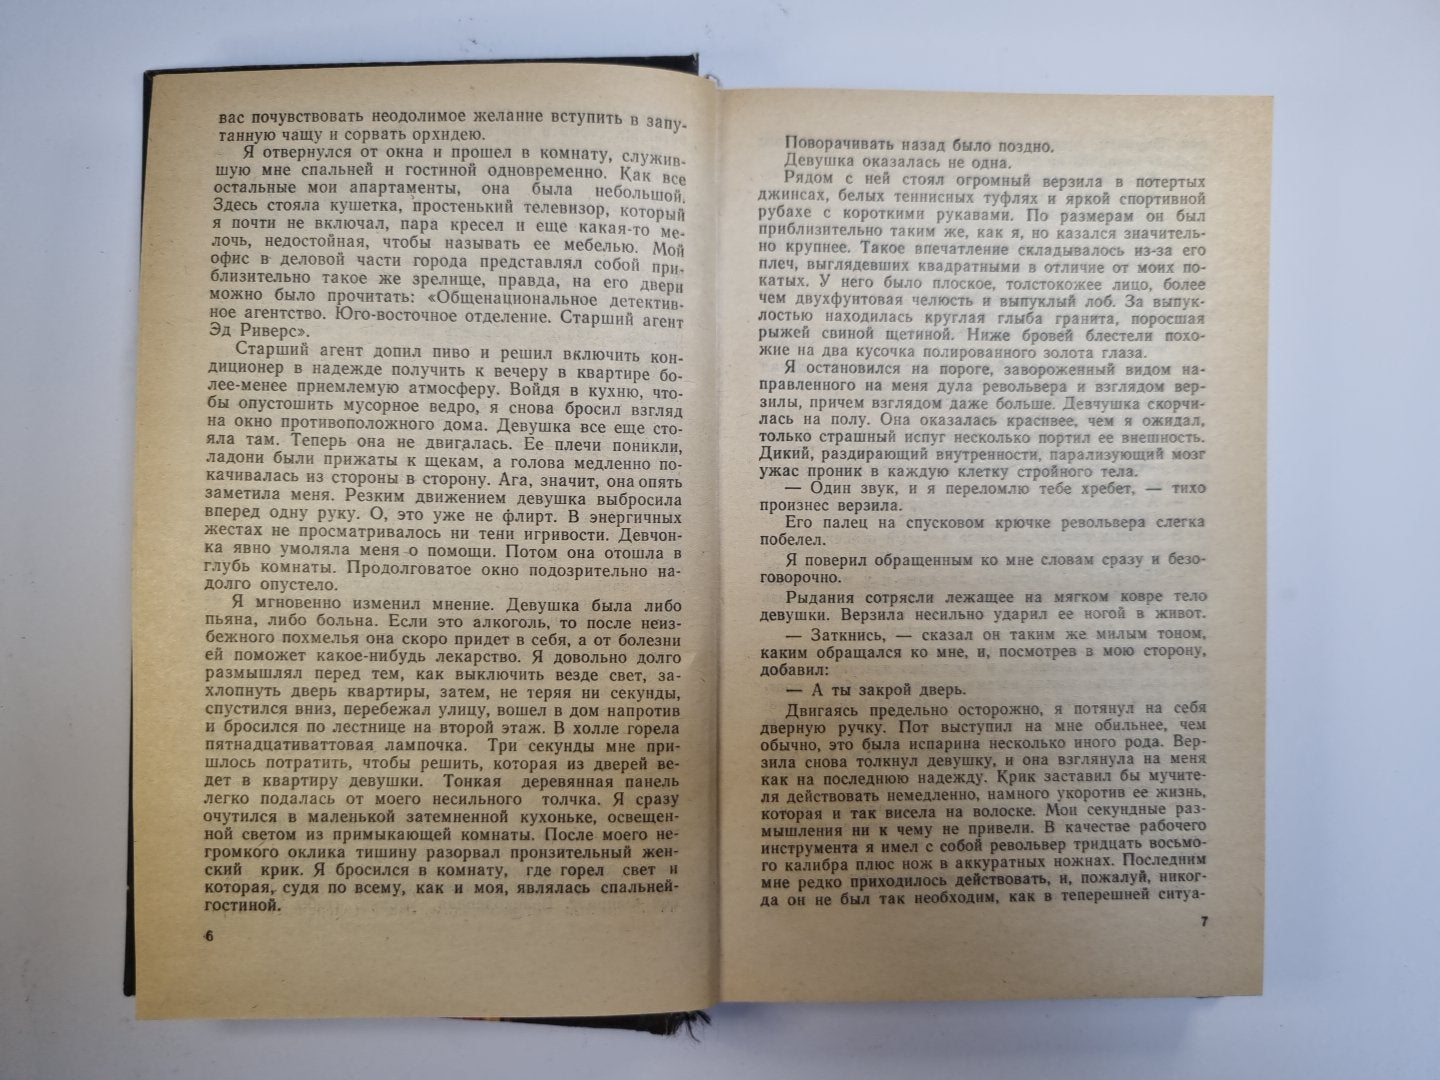 вас почувствовать неодолимое желание вступить в запу-
танную чащу и сорвать орхидею.
Я отвернулся от окна и прошел в комнату, служив-
шую мне спальней и гостиной одновременно. Как все
остальные мои апартаменты, она была небольшой.
Здесь стояла кушетка, простенький телевизор, который
я почти не включал, пара кресел и еще какая-то ме-
лочь, недостойная, чтобы называть ее мебелью. Мой
офис в деловой части города представлял собой при-
близительно такое же зрелище, правда, на его двери
можно было прочитать: «Общенациональное детектив-
ное агентство. Юго-восточное отделение. Старший агент
Эд Риверс».
Старший агент допил пиво и решил включить кон-
диционер в надежде получить к вечеру в квартире бо-
лее-менее приемлемую атмосферу. Войдя в кухню, что-
бы опустошить мусорное ведро, я снова бросил взгляд
на окно противоположного дома. Девушка все еще сто-
яла там. Теперь она не двигалась. Ее плечи поникли,
ладони были прижаты к щекам, а голова медленно по-
качивалась из стороны в сторону. Ага, значит, она опять
заметила меня. Резким движением девушка выбросила
вперед одну руку. О, это уже не флирт. В энергичных
жестах не просматривалось ни тени игривости. Девчон-
ка явно умоляла меня о помощи. Потом она отошла в
глубь комнаты. Продолговатое окно подозрительно на-
долго опустело.
Я мгновенно изменил мнение. Девушка была либо
пьяна, либо больна. Если это алкоголь, то после неиз-
бежного похмелья она скоро придет в себя, а от болезни
ей поможет какое-нибудь лекарство. Я довольно долго
размышлял перед тем, как выключить везде свет, за-
хлопнуть дверь квартиры, затем, не теряя ни секунды,
спустился вниз, перебежал улицу, вошел в дом напротив
и бросился по лестнице на второй этаж. В холле горела
пятнадцативаттовая лампочка. Три секунды мне при-
шлось потратить, чтобы решить, которая из дверей ве-
дет в квартиру девушки. Тонкая деревянная панель
легко подалась от моего несильного толчка. Я сразу
очутился в маленькой затемненной кухоньке, освещен-
ной светом из примыкающей комнаты. После моего не-
громкого оклика тишину разорвал пронзительный жен-
ский крик. Я бросился в комнату, где горел свет и
которая, судя по всему, как и моя, являлась спальней-
гостиной.
6
Поворачивать назад было поздно.
Девушка оказалась не одна.
Рядом с ней стоял огромный верзила в потертых
джинсах, белых теннисных туфлях и яркой спортивной
рубахе с короткими рукавами. По размерам он был
приблизительно таким же, как я, но казался значитель-
но крупнее. Такое впечатление складывалось из-за его
плеч, выглядевших квадратными в отличие от моих по-
катых. У него было плоское, толстокожее лицо, более
чем двухфунтовая челюсть и выпуклый лоб. За выпук-
лостью находилась круглая глыба гранита, поросшая
рыжей свиной щетиной. Ниже бровей блестели похо-
жие на два кусочка полированного золота глаза.
Я остановился на пороге, завороженный видом на-
правленного на меня дула револьвера и взглядом вер-
зилы, причем взглядом даже больше. Девчушка скорчи-
лась на полу. Она оказалась красивее, чем я ожидал,
только страшный испуг несколько портил ее внешность.
Дикий, раздирающий внутренности, парализующий мозг
ужас проник в каждую клетку стройного тела.
— Один звук, и я переломлю тебе хребет, — тихо
произнес верзила.
Его палец на спусковом крючке револьвера слегка
побелел.
Я поверил обращенным ко мне словам сразу и безо-
говорочно.
Рыдания сотрясли лежащее на мягком ковре тело
девушки. Верзила несильно ударил ее ногой в живот.
— Заткнись, — сказал он таким же милым тоном,
каким обращался ко мне, и, посмотрев в мою сторону,
добавил:
— А ты закрой дверь.
Двигаясь предельно осторожно, я потянул на себя
дверную ручку. Пот выступил на мне обильнее, чем
обычно, это была испарина несколько иного рода. Вер-
зила снова толкнул девушку, и она взглянула на меня
как на последнюю надежду. Крик заставил бы мучите-
ля действовать немедленно, намного укоротив ее жизнь,
которая и так висела на волоске. Мои секундные раз-
мышления ни к чему не привели. В качестве рабочего
инструмента я имел с собой револьвер тридцать восьмо-
го калибра плюс нож в аккуратных ножнах. Последним
мне редко приходилось действовать, и, пожалуй, никог-
да он не был так необходим, как в теперешней ситуа-
7